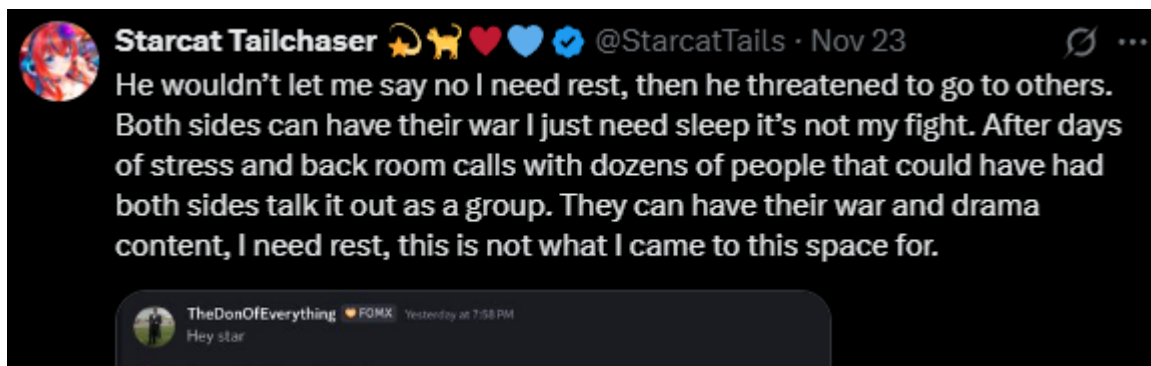 Starcat Tailchaser 💫🐈❤️🩵 @StarcatTails · Nov 23
He wouldn’t let me say no I need rest, then he threatened to go to others.
Both sides can have their war I just need sleep it’s not my fight. After days
of stress and back room calls with dozens of people that could have had
both sides talk it out as a group. They can have their war and drama
content, I need rest, this is not what I came to this space for.
TheDonOfEverything FOMX Yesterday at 7:58 PM
Hey star